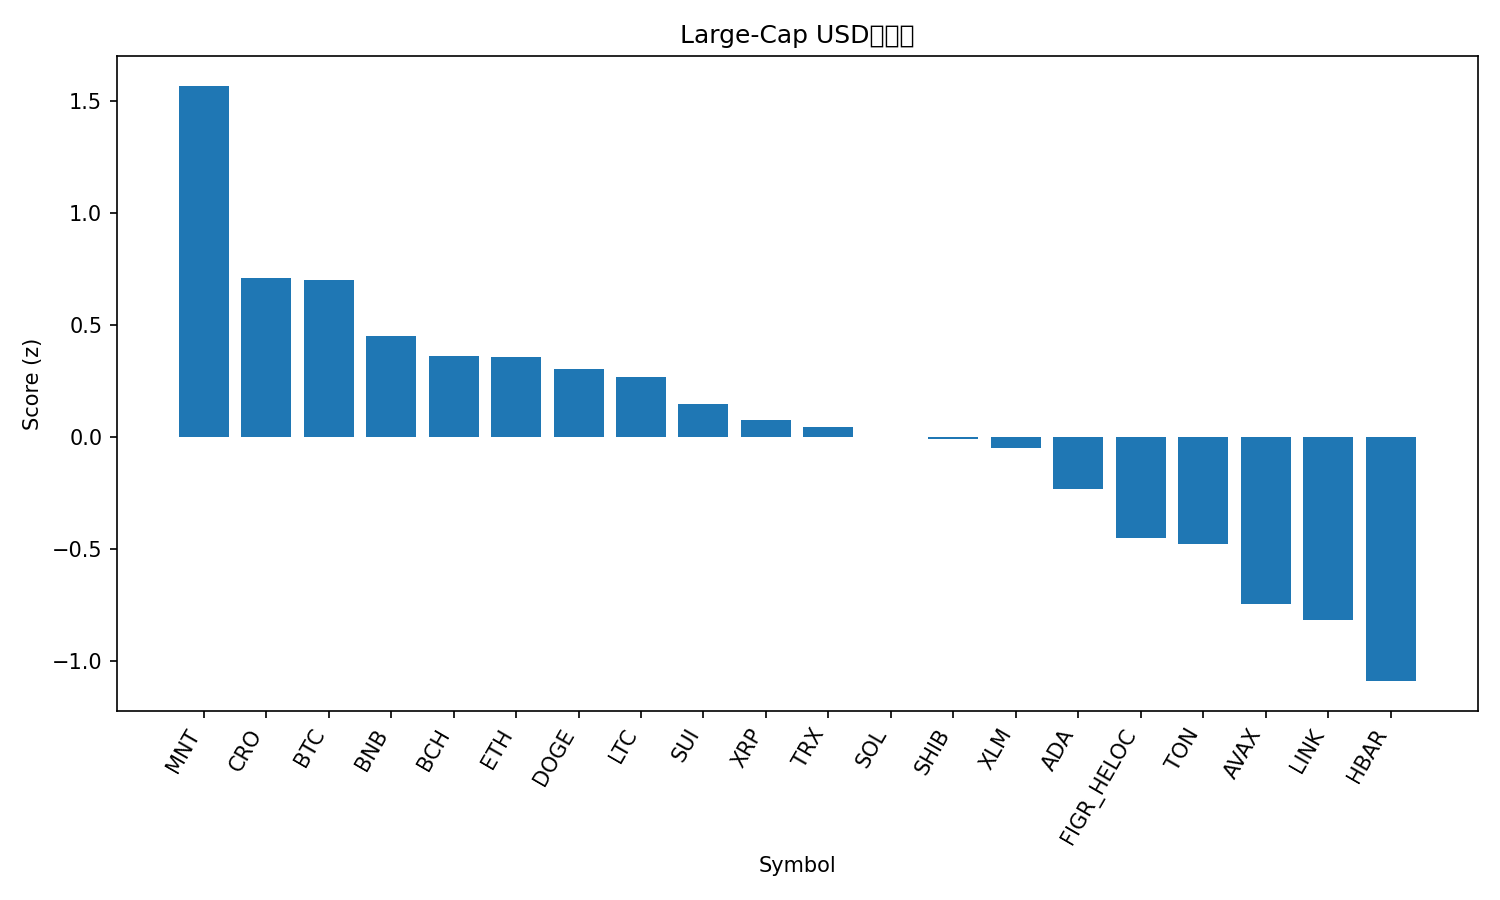 Large-Cap USD
Score (z)
1.5
1.0
0.5
0.0
−0.5
−1.0
MNT
CRO
BTC
BNB
BCH
ETH
DOGE
LTC
SUI
XRP
TRX
SOL
SHIB
XLM
ADA
FIGR_HELOC
TON
AVAX
LINK
HBAR
Symbol